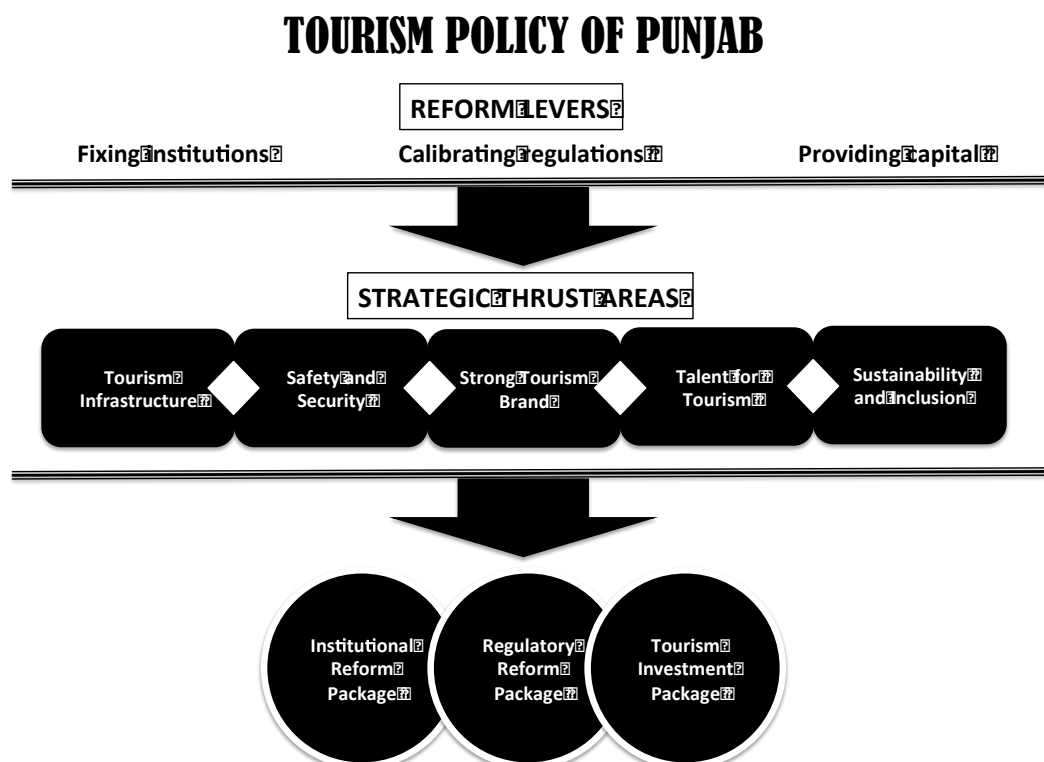 TOURISM POLICY OF PUNJAB
REFORM LEVERS
Fixing institutions
Calibrating regulations
Providing capital
STRATEGIC THRUST AREAS
Tourism
Infrastructure
Safety and
Security
Strong Tourism
Brand
Talent for
Tourism
Sustainability
and Inclusion
Institutional
Reform
Package
Regulatory
Reform
Package
Tourism
Investment
Package